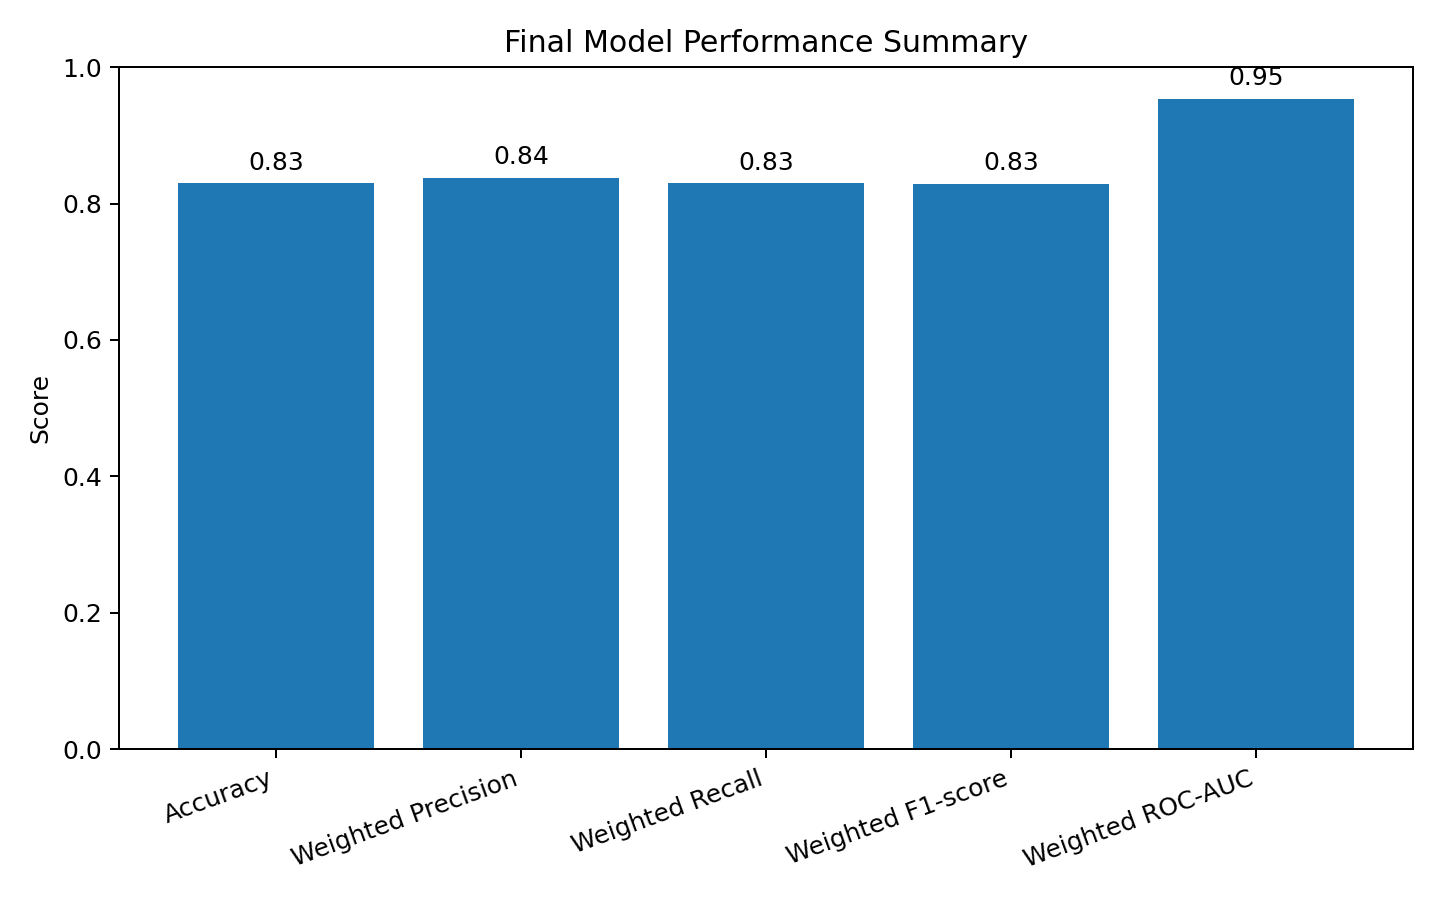 Final Model Performance Summary
1.0
0.8
0.6
0.4
0.2
0.0
Score
0.83
0.84
0.83
0.83
0.95
Accuracy
Weighted Precision
Weighted Recall
Weighted F1-score
Weighted ROC-AUC